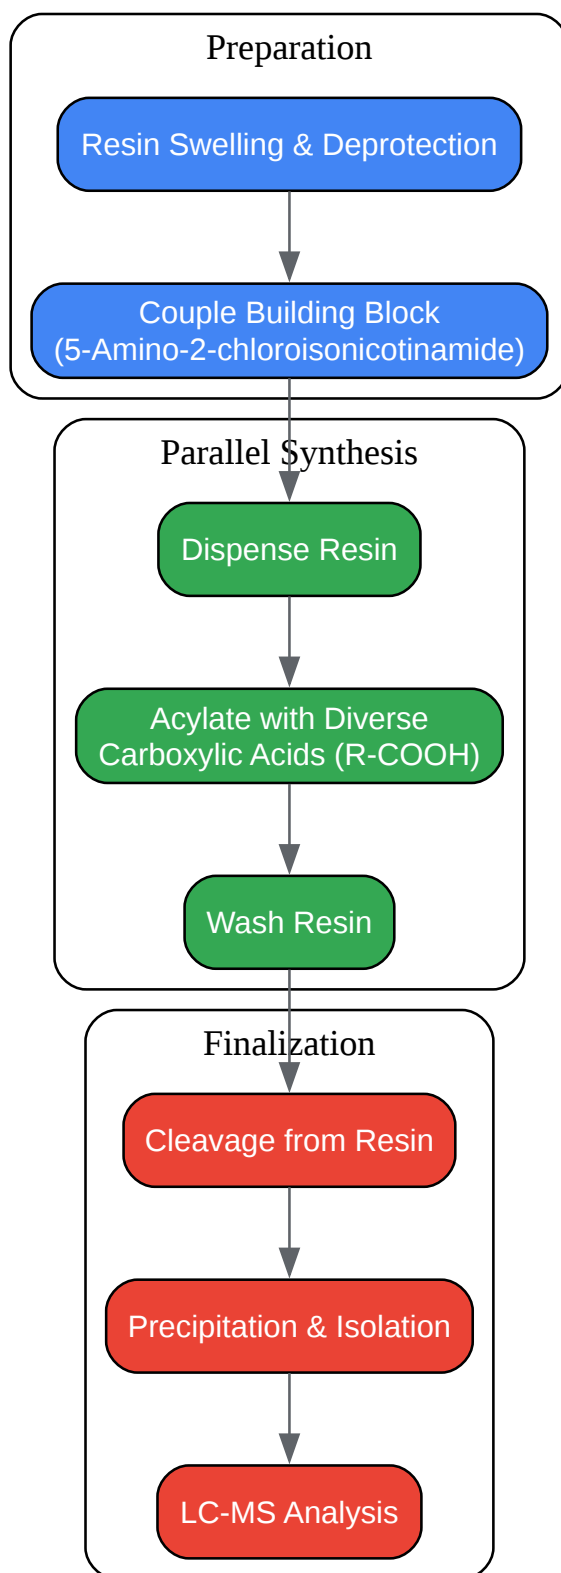 Preparation
Resin Swelling & Deprotection
Couple Building Block
(5-Amino-2-chloroisonicotinamide)
Parallel Synthesis
Dispense Resin
Acylate with Diverse
Carboxylic Acids (R-COOH)
Wash Resin
Finalization
Cleavage from Resin
Precipitation & Isolation
LC-MS Analysis